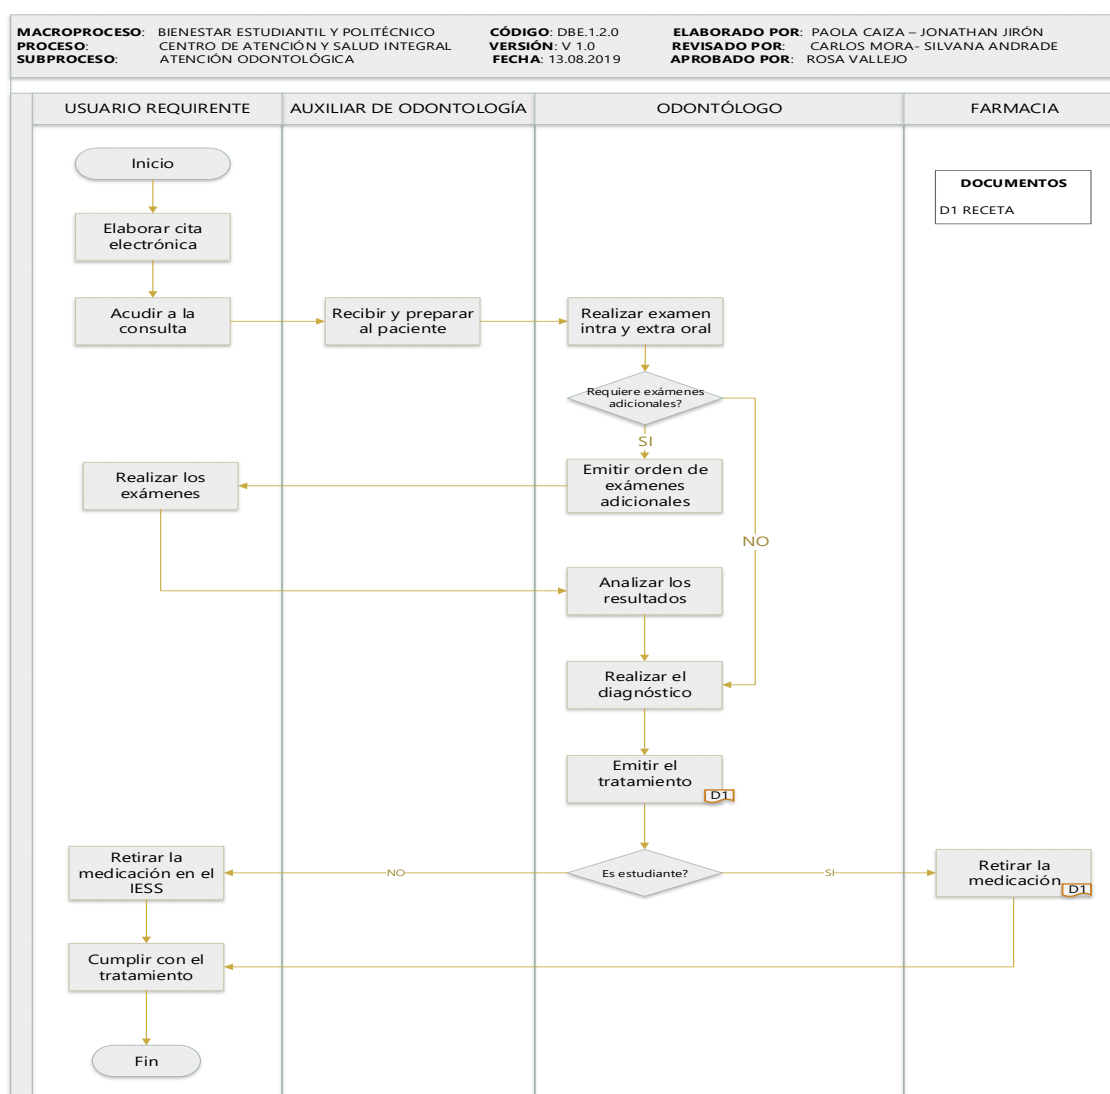 MACROPROCESO: BIENESTAR ESTUDIANTIL Y POLITÉCNICO
PROCESO: CENTRO DE ATENCIÓN Y SALUD INTEGRAL
SUBPROCESO: ATENCIÓN ODONTOLÓGICA
CÓDIGO: DBE.1.2.0
VERSIÓN: V 1.0
FECHA: 13.08.2019
ELABORADO POR: PAOLA CAIZA – JONATHAN JIRÓN
REVISADO POR: CARLOS MORA- SILVANA ANDRADE
APROBADO POR: ROSA VALLEJO
USUARIO REQUIRENTE
AUXILIAR DE ODONTOLOGÍA
ODONTÓLOGO
FARMACIA
Inicio
DOCUMENTOS
D1 RECETA
Elaborar cita
electrónica
Acudir a la
consulta
Recibir y preparar
al paciente
Realizar examen
intra y extra oral
Requiere exámenes
adicionales?
SI
Emitir orden de
exámenes
adicionales
Realizar los
exámenes
NO
Analizar los
resultados
Realizar el
diagnóstico
Emitir el
tratamiento
D1
Es estudiante?
NO
SI
Retirar la
medicación en el
IESS
Retirar la
medicación
D1
Cumplir con el
tratamiento
Fin